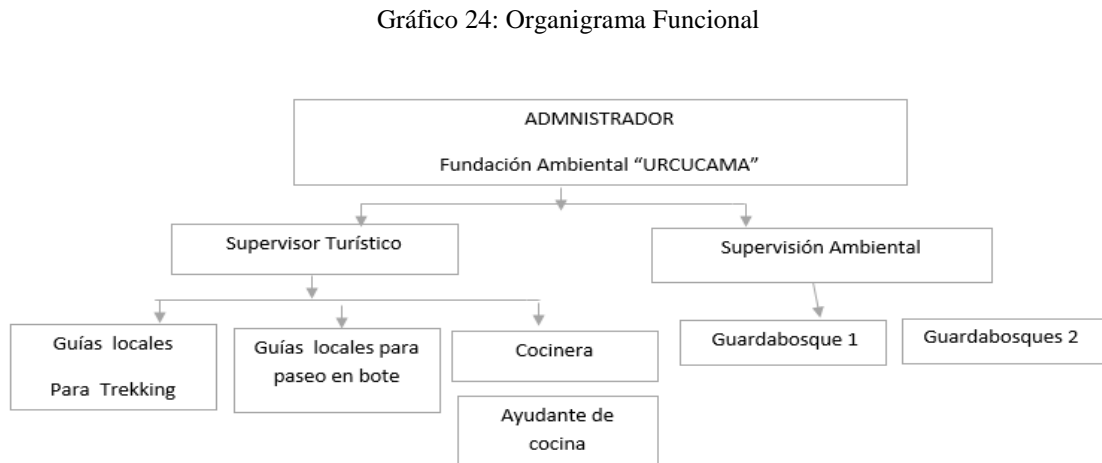 Gráfico 24: Organigrama Funcional
ADMNISTRADOR
Fundación Ambiental “URCUCAMA”
Supervisor Turístico
Supervisión Ambiental
Guías locales
Para Trekking
Guías locales para
paseo en bote
Cocinera
Ayudante de
cocina
Guardabosque 1
Guardabosques 2